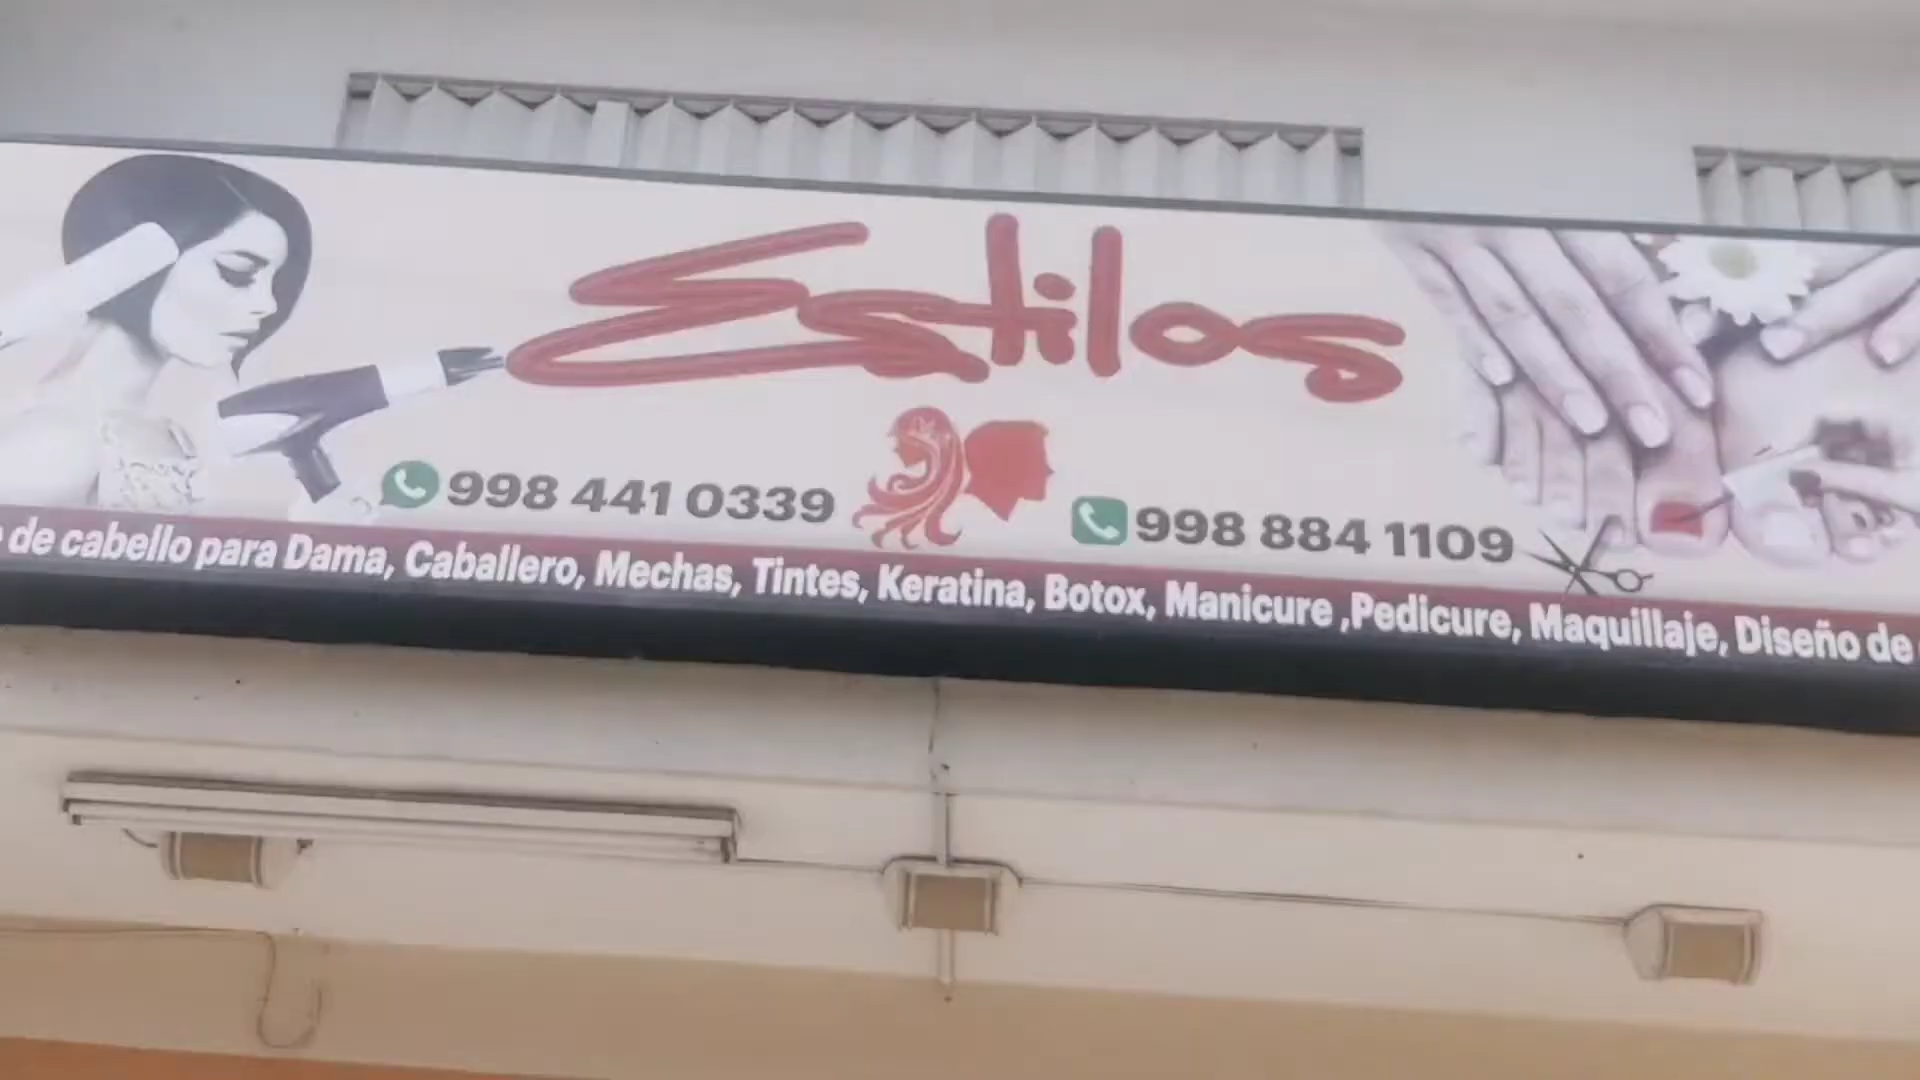 Estilos
998 441 0339
998 884 1109
de cabello para Dama, Caballero, Mechas, Tintes, Keratina, Botox, Manicure ,Pedicure, Maquillaje, Diseño de